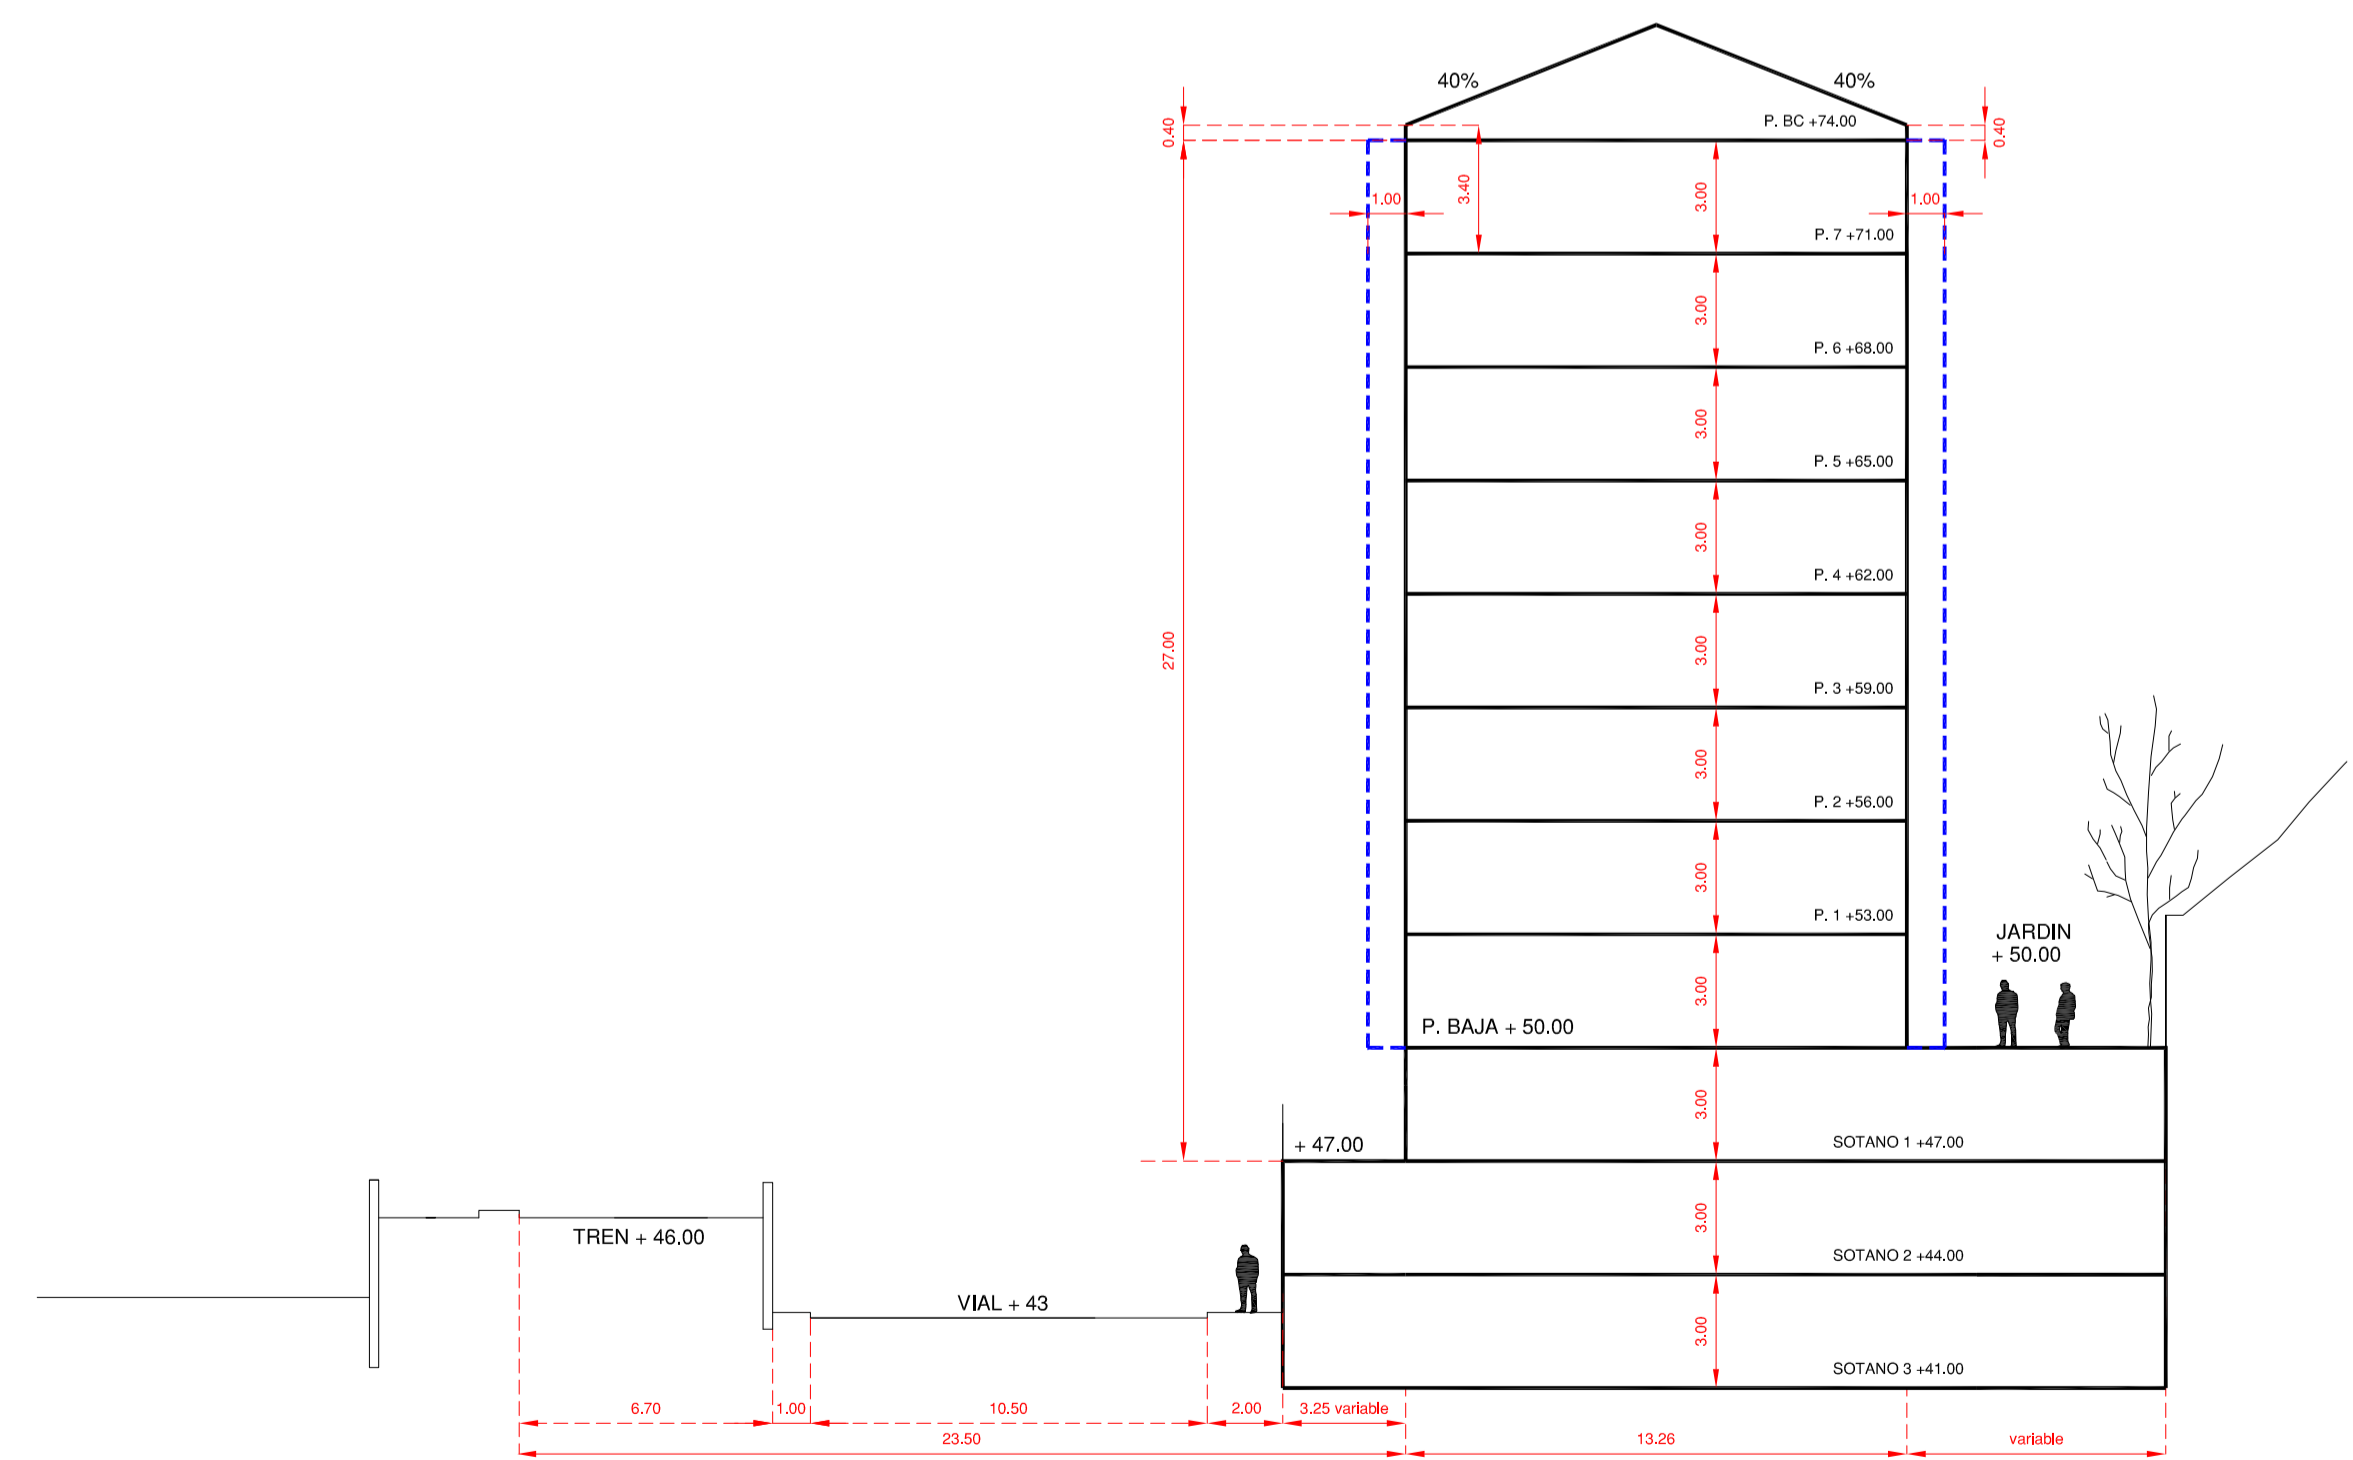 40%
40%
P. BC +74.00
0.40
0.40
3.40
3.00
1.00
1.00
P. 7 +71.00
3.00
P. 6 +68.00
3.00
P. 5 +65.00
3.00
P. 4 +62.00
27.00
3.00
P. 3 +59.00
3.00
P. 2 +56.00
3.00
P. 1 +53.00
JARDIN
+ 50.00
3.00
P. BAJA + 50.00
3.00
+ 47.00
SOTANO 1 +47.00
TREN + 46.00
3.00
SOTANO 2 +44.00
VIAL + 43
3.00
SOTANO 3 +41.00
6.70
1.00
10.50
2.00
3.25 variable
23.50
13.26
variable